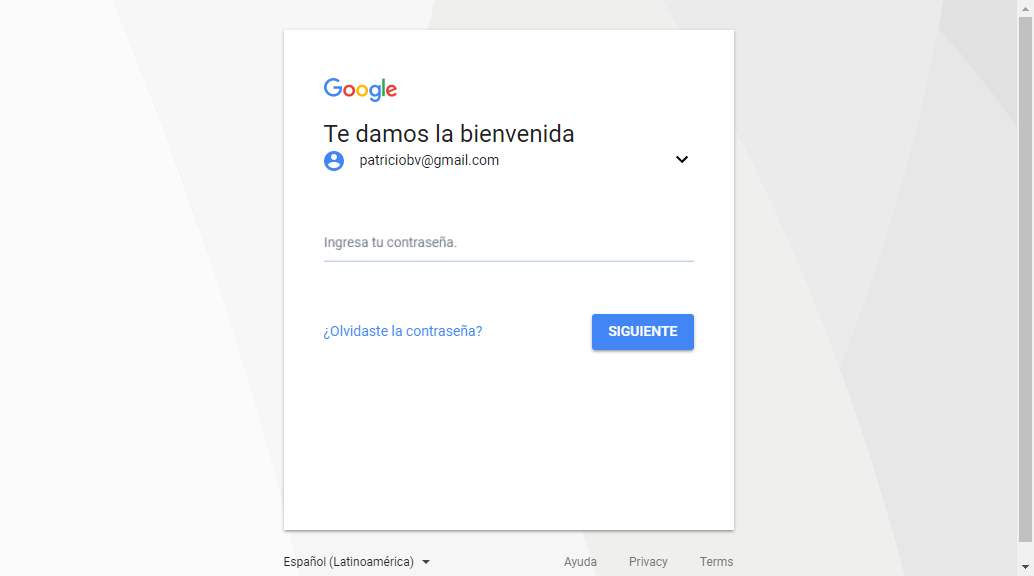 Google
Te damos la bienvenida
patriciobv@gmail.com
Ingresa tu contraseña.
¿Olvidaste la contraseña?
SIGUIENTE
Español (Latinoamérica)
Ayuda
Privacy
Terms